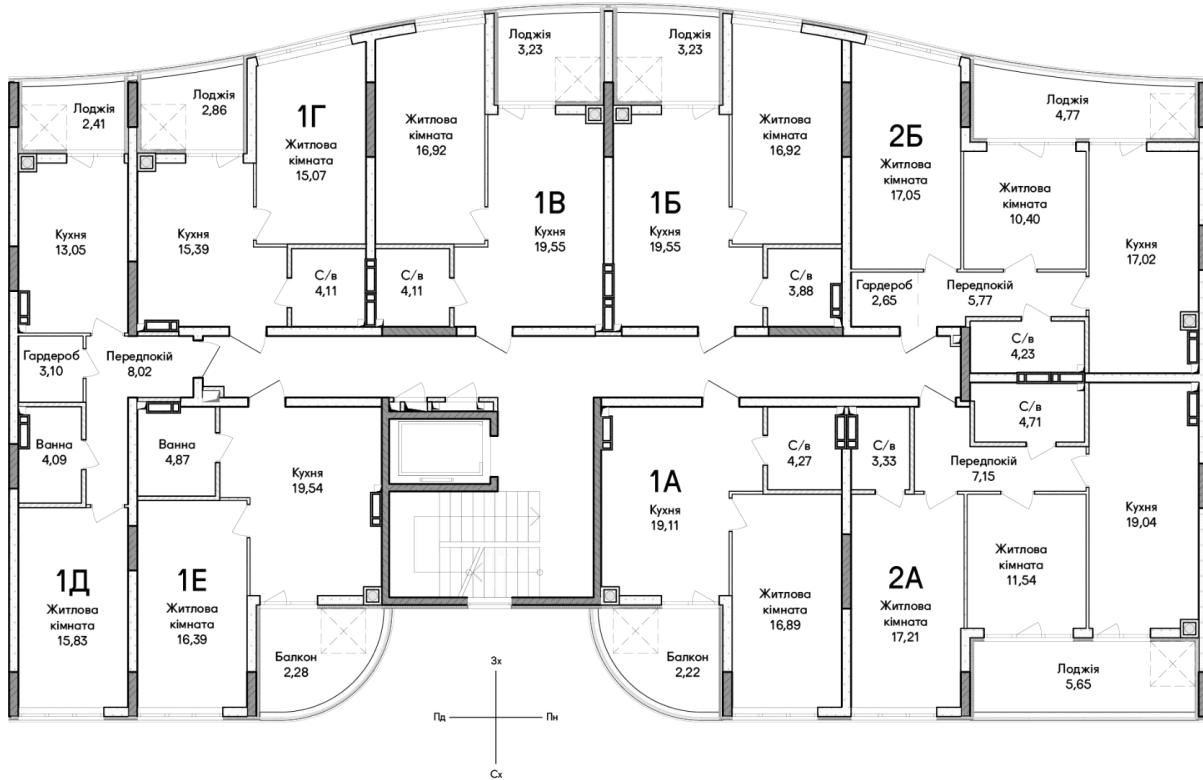 Лоджія
2,41
Кухня
13,05
Гардероб
3,10
Передпокій
8,02
Ванна
4,09
1Д
Житлова
кімната
15,83
Лоджія
2,86
1Г
Житлова
кімната
15,07
Кухня
15,39
С/в
4,11
Житлова
кімната
16,92
Лоджія
3,23
1В
Кухня
19,55
С/в
4,11
Лоджія
3,23
1Б
Кухня
19,55
Житлова
кімната
16,92
С/в
3,88
2Б
Житлова
кімната
17,05
Лоджія
4,77
Житлова
кімната
10,40
Кухня
17,02
Гардероб
2,65
Передпокій
5,77
С/в
4,23
Ванна
4,87
Кухня
19,54
1Е
Житлова
кімната
16,39
Балкон
2,28
1А
Кухня
19,11
С/в
4,27
Житлова
кімната
16,89
Балкон
2,22
С/в
3,33
С/в
4,71
Передпокій
7,15
2А
Житлова
кімната
17,21
Житлова
кімната
11,54
Кухня
19,04
Лоджія
5,65
Зх
Пд
Пн
Сх